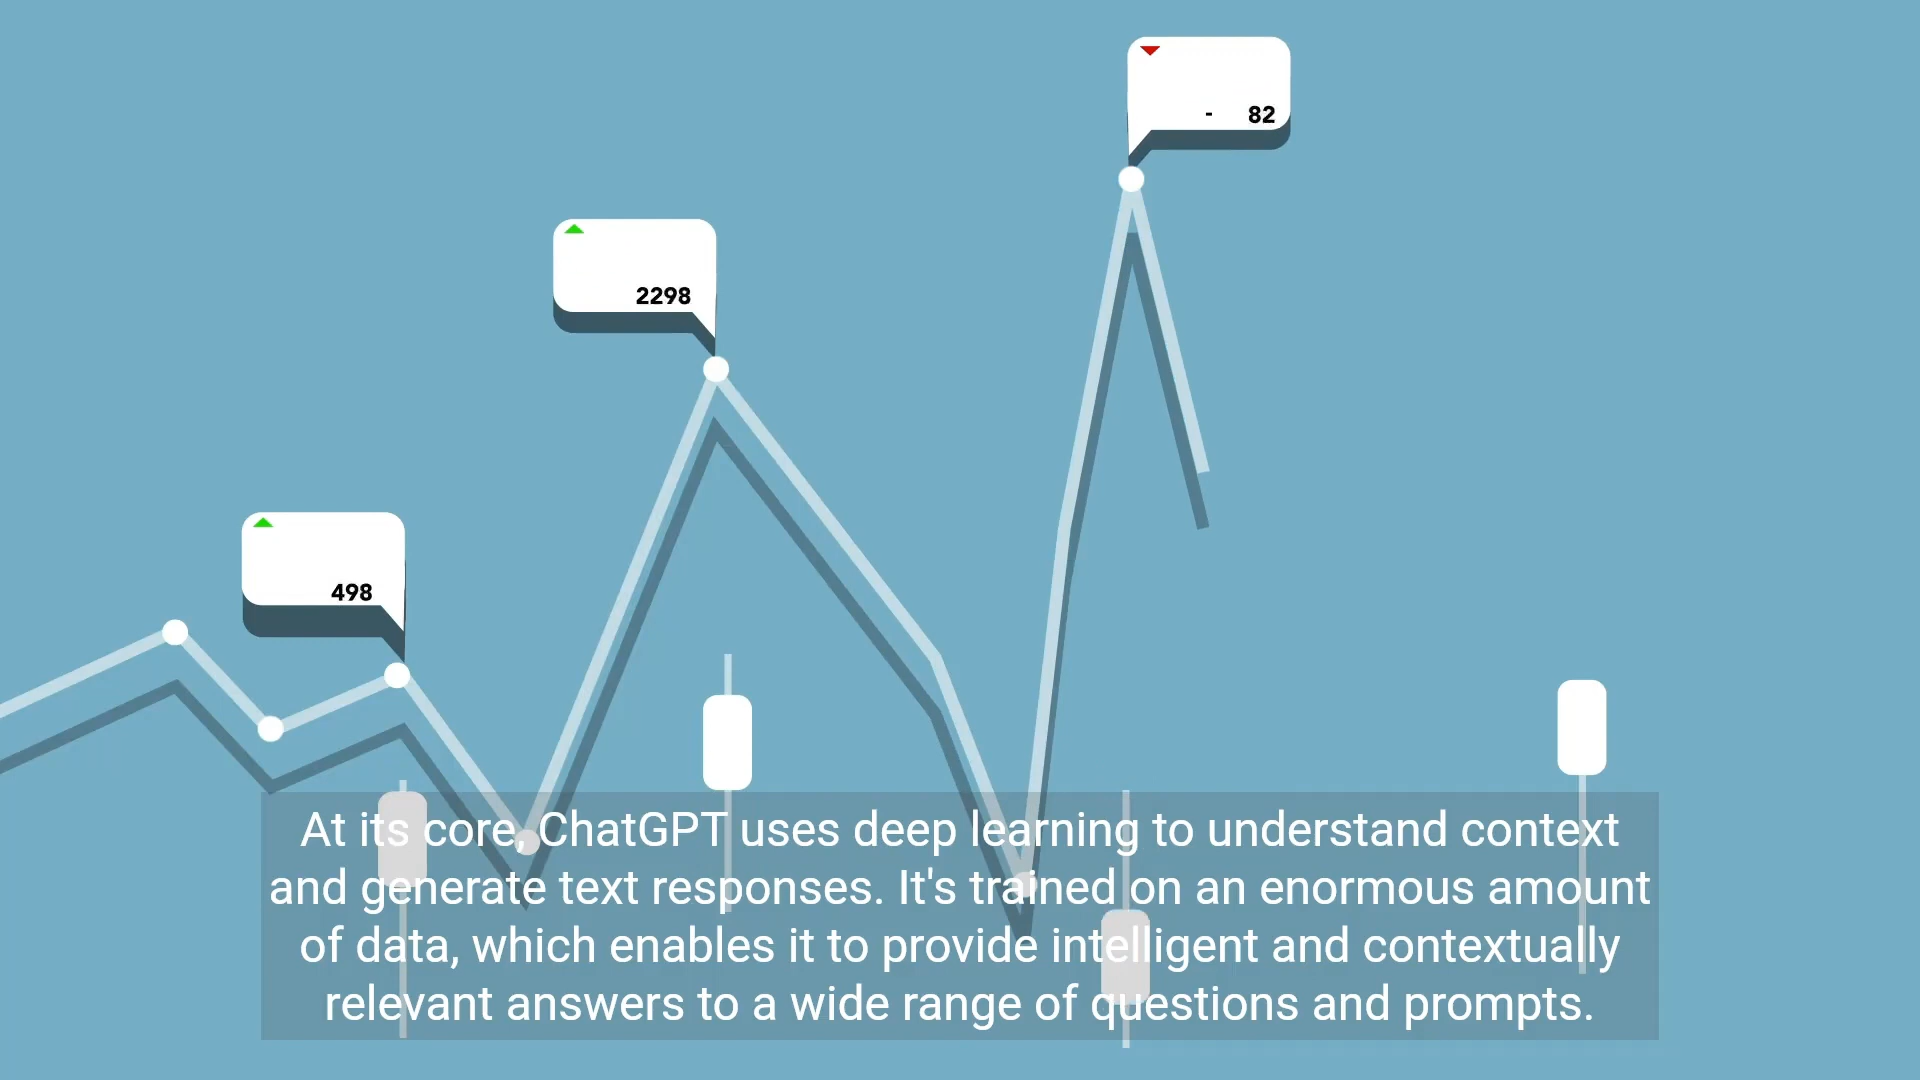 - 82
2298
498
At its core, ChatGPT uses deep learning to understand context
and generate text responses. It's trained on an enormous amount
of data, which enables it to provide intelligent and contextually
relevant answers to a wide range of questions and prompts.